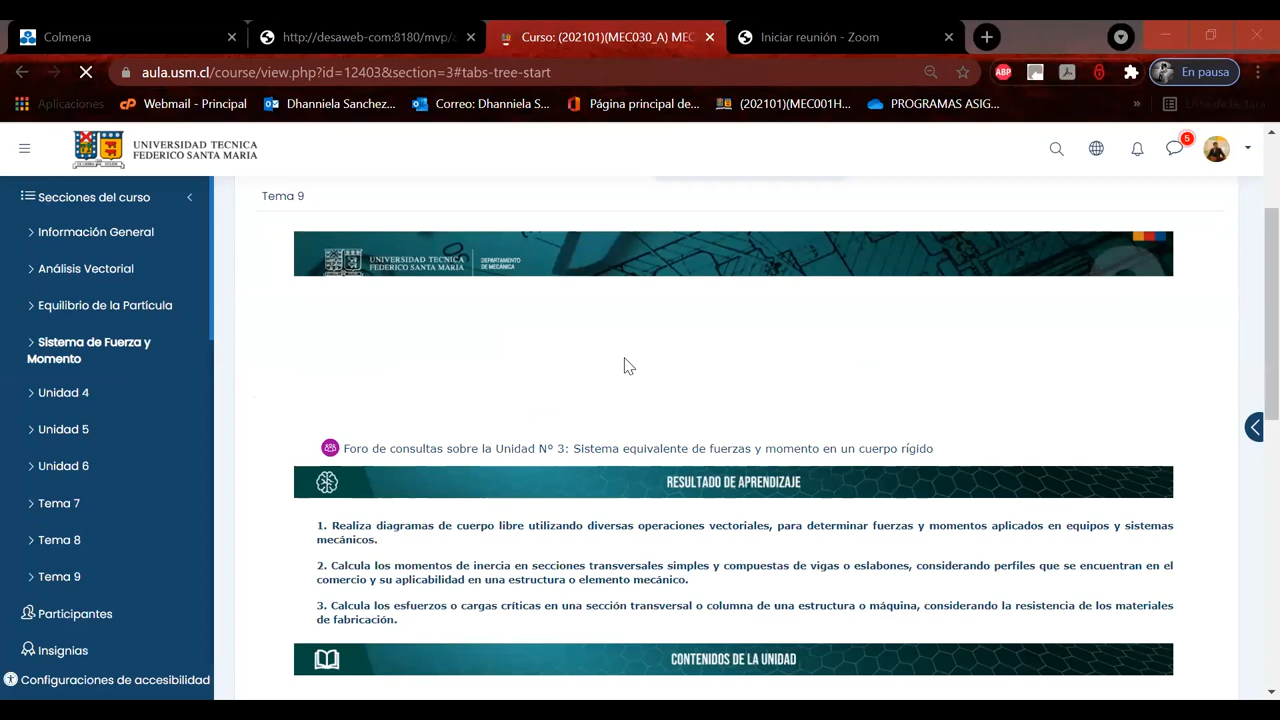 Colmena
http://desaweb-com:8180/mvp/a
Curso: (202101)(MEC030_A) MEC
Iniciar reunión - Zoom
aula.usm.cl/course/view.php?id=12403&section=3#tabs-tree-start
ABP
En pausa
Aplicaciones
Webmail - Principal
Dhanniela Sanchez...
Correo: Dhanniela S...
Página principal de...
(202101)(MEC001H...
PROGRAMAS ASIG...
»
Lista de lectura
UNIVERSIDAD TECNICA
FEDERICO SANTA MARIA
5
Secciones del curso
Información General
Análisis Vectorial
Equilibrio de la Partícula
Sistema de Fuerza y
Momento
Unidad 4
Unidad 5
Unidad 6
Tema 7
Tema 8
Tema 9
Participantes
Insignias
Configuraciones de accesibilidad
Tema 9
UNIVERSIDAD TECNICA
FEDERICO SANTA MARIA
DEPARTAMENTO
DE MECÁNICA
Foro de consultas sobre la Unidad Nº 3: Sistema equivalente de fuerzas y momento en un cuerpo rígido
RESULTADO DE APRENDIZAJE
1. Realiza diagramas de cuerpo libre utilizando diversas operaciones vectoriales, para determinar fuerzas y momentos aplicados en equipos y sistemas
mecánicos.
2. Calcula los momentos de inercia en secciones transversales simples y compuestas de vigas o eslabones, considerando perfiles que se encuentran en el
comercio y su aplicabilidad en una estructura o elemento mecánico.
3. Calcula los esfuerzos o cargas críticas en una sección transversal o columna de una estructura o máquina, considerando la resistencia de los materiales
de fabricación.
CONTENIDOS DE LA UNIDAD